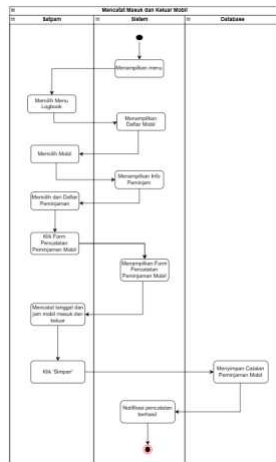 Mencatat Masuk dan Keluar Mobil
Satpam
Sistem
Database
Menampilkan menu
Memilih Menu
Logbook
Menampilkan
Daftar Mobil
Memilih Mobil
Menampilkan Info
Peminjam
Memilih dari Daftar
Peminjaman
Klik Form
Pencatatan
Peminjaman Mobil
Menampilkan Form
Pencatatan
Peminjaman Mobil
Mencatat tanggal dan
jam mobil masuk dan
keluar
Klik 'Simpan'
Menyimpan Catatan
Peminjaman Mobil
Notifikasi pencatatan
berhasil